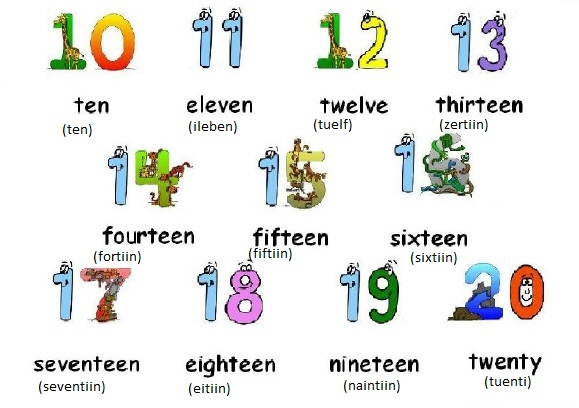 10 11 12 13
ten eleven twelve thirteen
(ten) (ileben) (tuelf) (zertiin)
14 15 16
fourteen fifteen sixteen
(fortiin) (fiftiin) (sixtiin)
17 18 19 20
seventeen eighteen nineteen twenty
(seventiin) (eitiin) (naintiin) (tuenti)